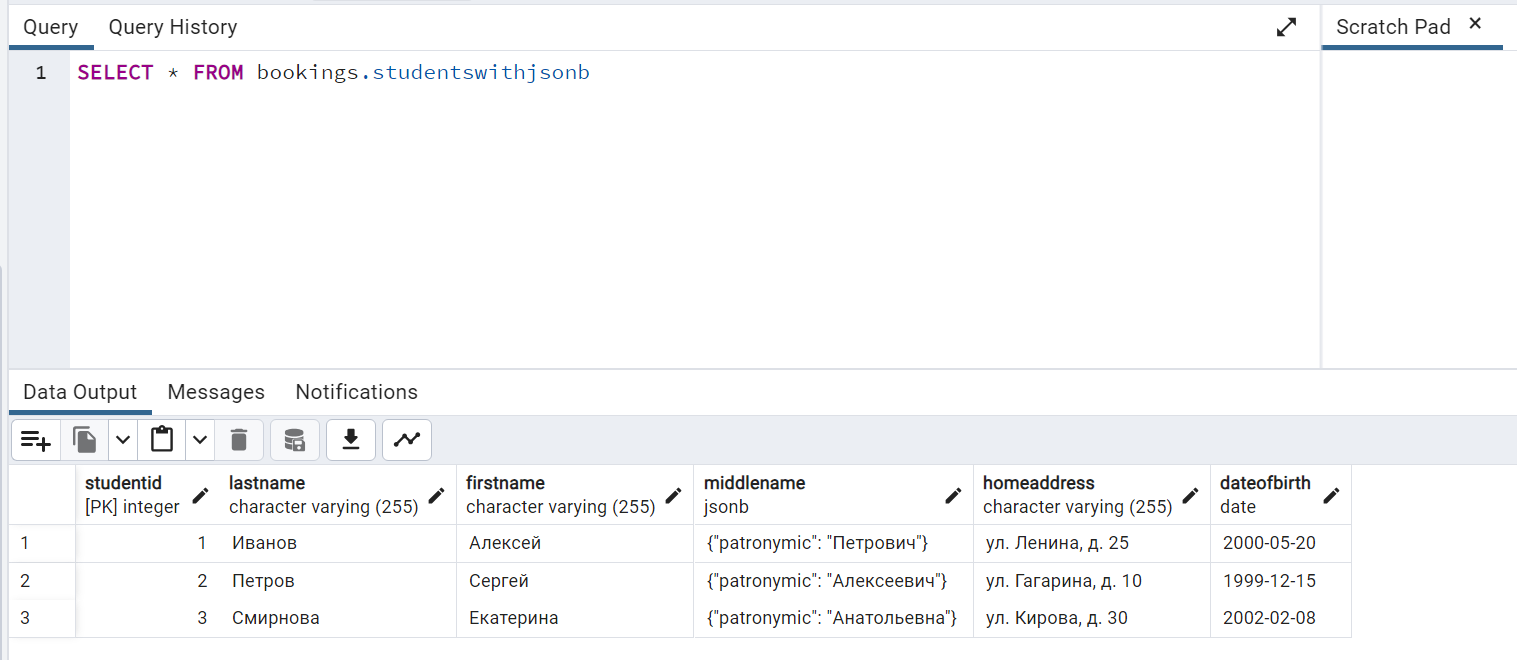 Query Query History Scratch Pad ×
1 SELECT * FROM bookings.studentswithjsonb
Data Output Messages Notifications
studentid lastname firstname middlename homeaddress dateofbirth
[PK] integer character varying (255) character varying (255) jsonb character varying (255) date
1 1 Иванов Алексей {"patronymic": "Петрович"} ул. Ленина, д. 25 2000-05-20
2 2 Петров Сергей {"patronymic": "Алексеевич"} ул. Гагарина, д. 10 1999-12-15
3 3 Смирнова Екатерина {"patronymic": "Анатольевна"} ул. Кирова, д. 30 2002-02-08